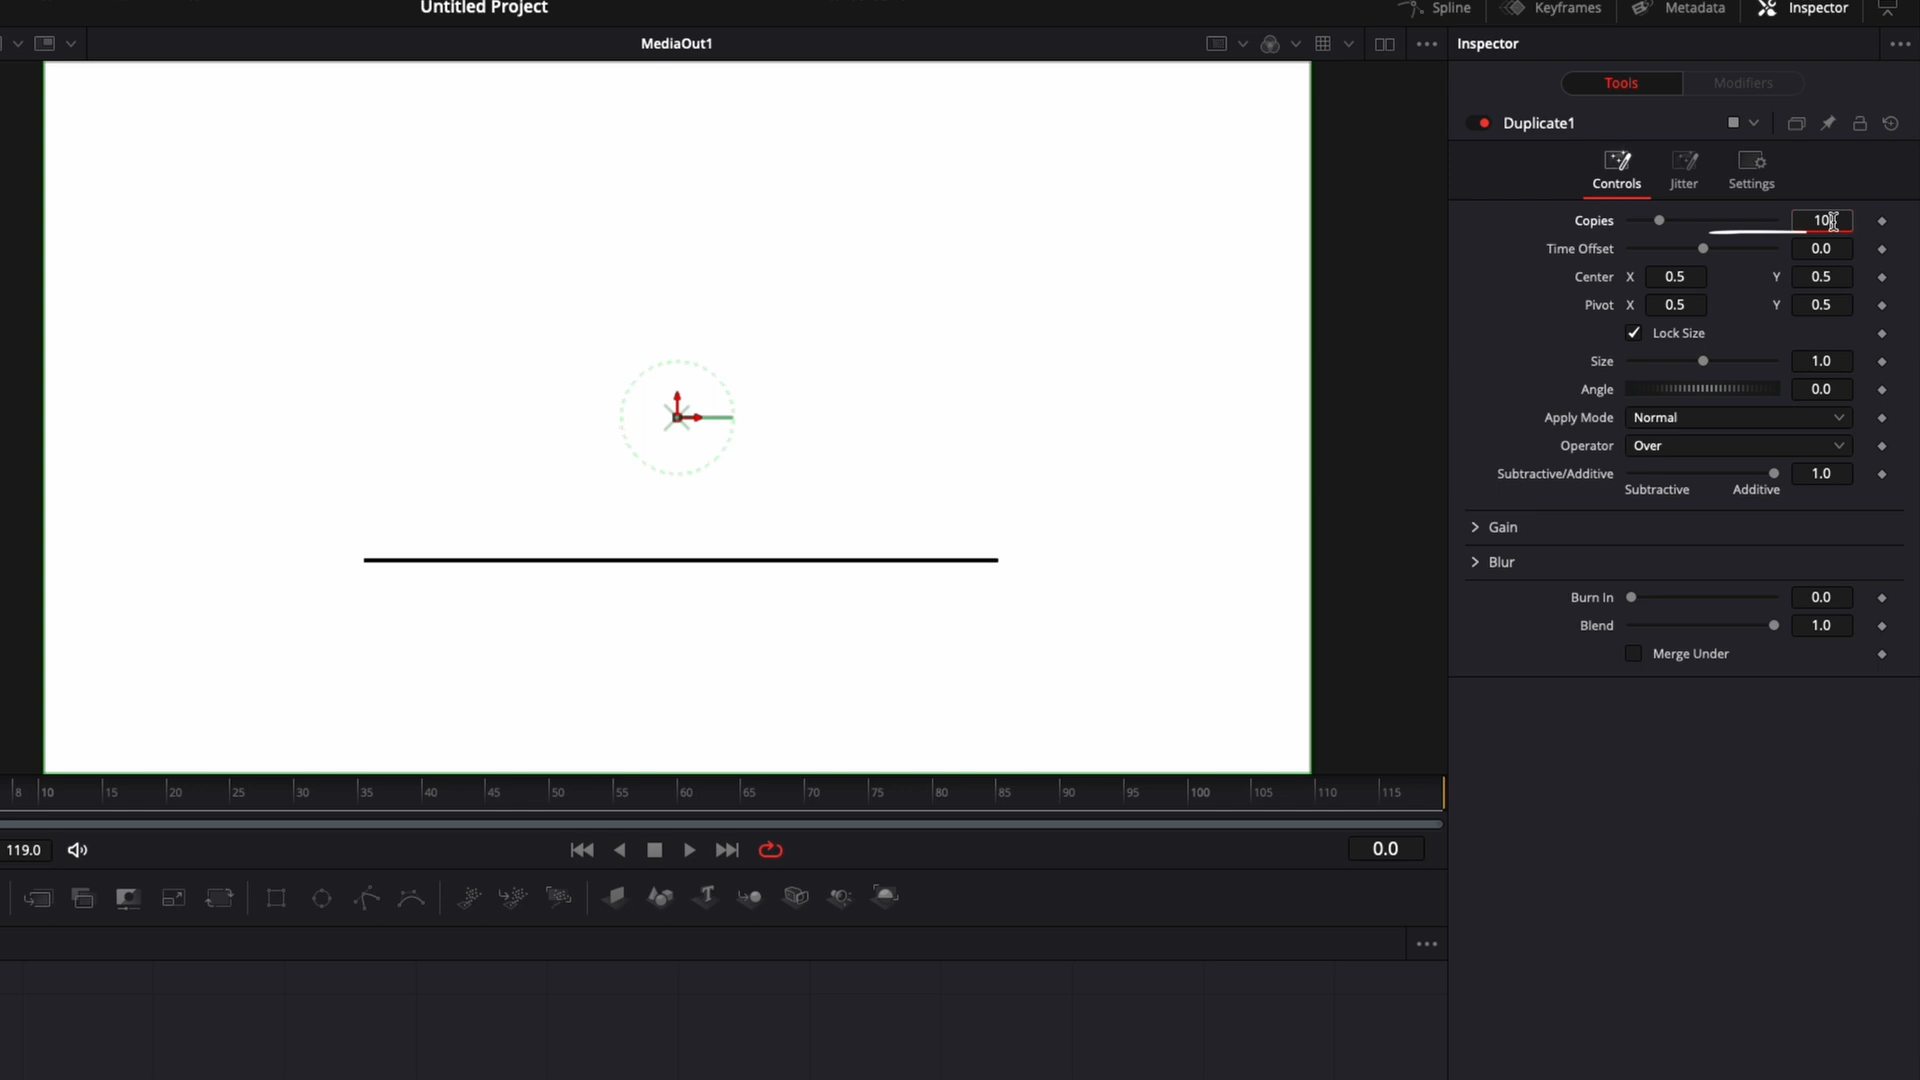 Untitled Project
Spline
Keyframes
Metadata
Inspector
MediaOut1
Inspector
Tools
Modifiers
Duplicate1
Controls
Jitter
Settings
Copies
Time Offset 0.0
Center X 0.5 Y 0.5
Pivot X 0.5 Y 0.5
Lock Size
Size 1.0
Angle 0.0
Apply Mode Normal
Operator Over
Subtractive/Additive 1.0
Subtractive Additive
Gain
Blur
Burn In 0.0
Blend 1.0
Merge Under
8 10 15 20 25 30 35 40 45 50 55 60 65 70 75 80 85 90 95 100 105 110 115
119.0
0.0